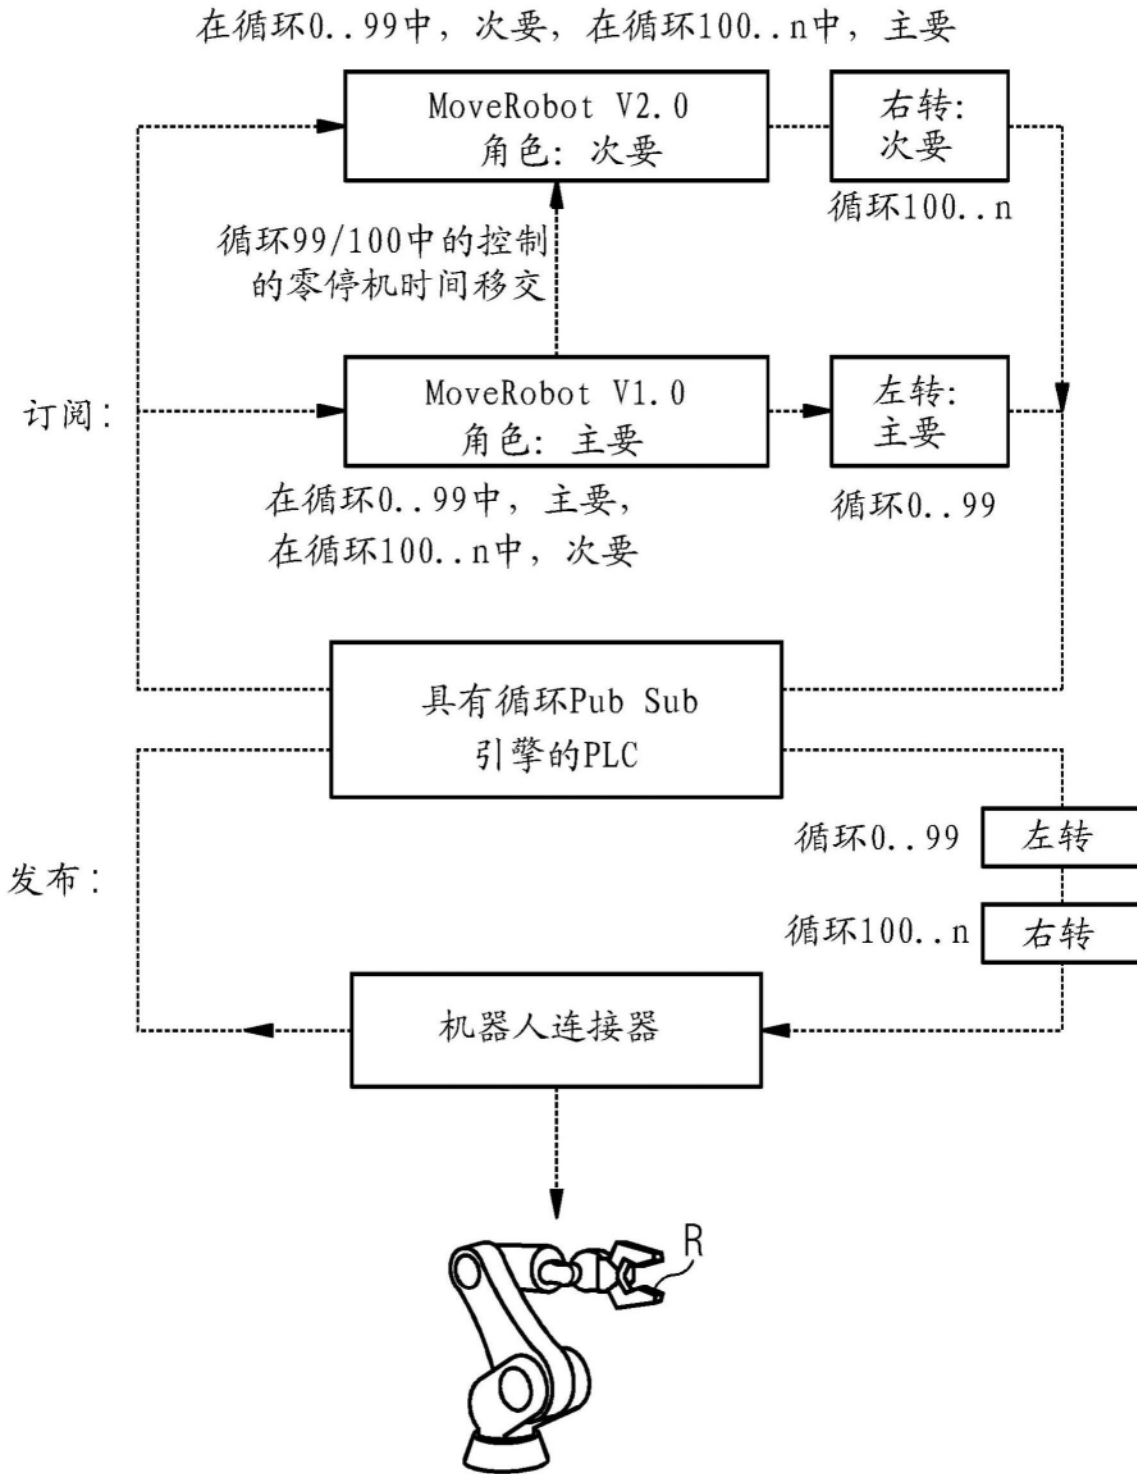 在循环0..99中，次要，在循环100..n中，主要
MoveRobot V2.0
角色：次要
右转：
次要
循环100..n
循环99/100中的控制
的零停机时间移交
订阅：
MoveRobot V1.0
角色：主要
左转：
主要
循环0..99
在循环0..99中，主要，
在循环100..n中，次要
具有循环Pub Sub
引擎的PLC
循环0..99
左转
发布：
循环100..n
右转
机器人连接器
R